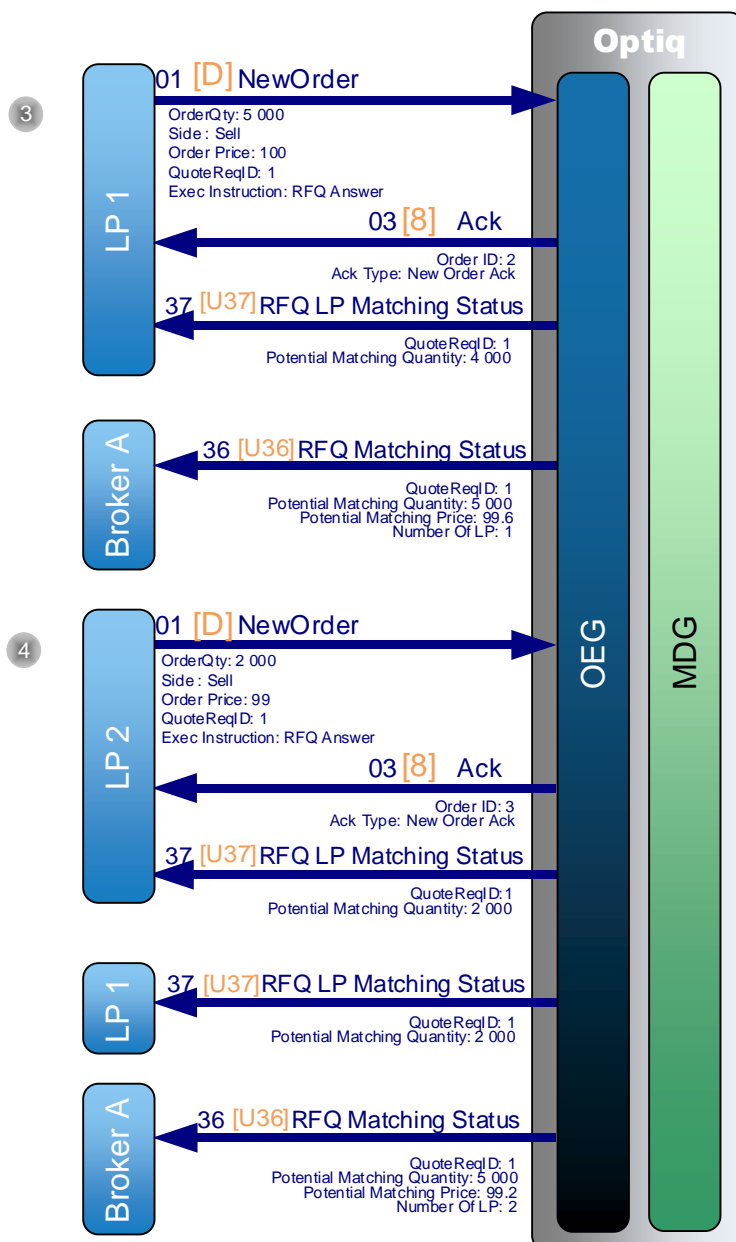 Optiq
3
LP 1
01 [D] NewOrder
OrderQty: 5 000
Side : Sell
Order Price: 100
QuoteReqID: 1
Exec Instruction: RFQ Answer
03 [8] Ack
Order ID: 2
Ack Type: New Order Ack
37 [U37] RFQ LP Matching Status
QuoteReqID: 1
Potential Matching Quantity: 4 000
Broker A
36 [U36] RFQ Matching Status
QuoteReqID: 1
Potential Matching Quantity: 5 000
Potential Matching Price: 99.6
Number Of LP: 1
OEG
MDG
4
LP 2
01 [D] NewOrder
OrderQty: 2 000
Side : Sell
Order Price: 99
QuoteReqID: 1
Exec Instruction: RFQ Answer
03 [8] Ack
Order ID: 3
Ack Type: New Order Ack
37 [U37] RFQ LP Matching Status
QuoteReqID:1
Potential Matching Quantity: 2 000
LP 1
37 [U37] RFQ LP Matching Status
QuoteReqID: 1
Potential Matching Quantity: 2 000
Broker A
36 [U36] RFQ Matching Status
QuoteReqID: 1
Potential Matching Quantity: 5 000
Potential Matching Price: 99.2
Number Of LP: 2